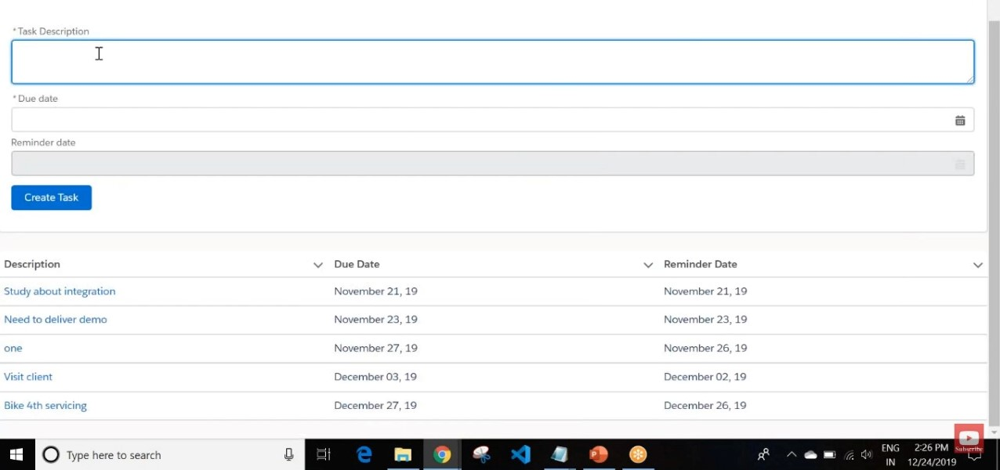 * Task Description
* Due date
Reminder date
Create Task
Description Due Date Reminder Date
Study about integration November 21, 19 November 21, 19
Need to deliver demo November 23, 19 November 23, 19
one November 27, 19 November 26, 19
Visit client December 03, 19 December 02, 19
Bike 4th servicing December 27, 19 December 26, 19
Type here to search
ENG
IN
2:26 PM
12/24/2019
Subscribe